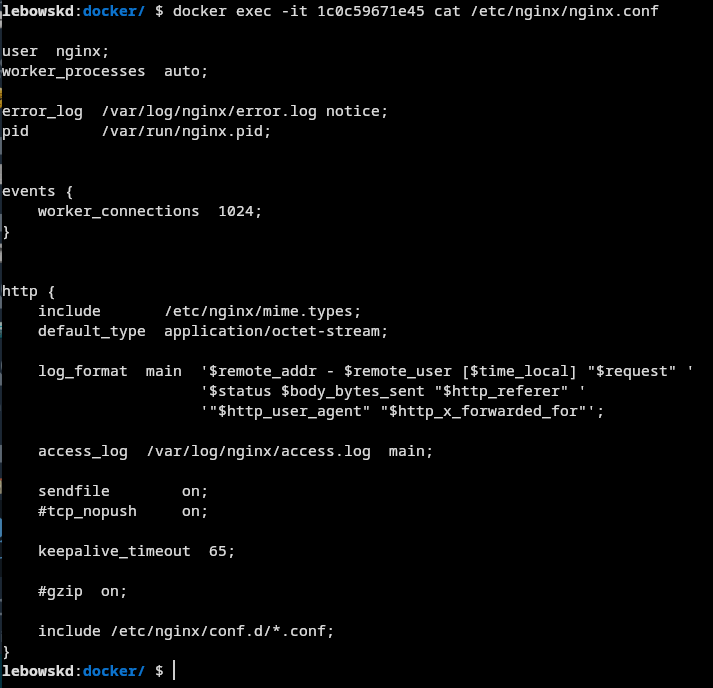 lebowskd:docker/ $ docker exec -it 1c0c59671e45 cat /etc/nginx/nginx.conf
user  nginx;
worker_processes  auto;
error_log  /var/log/nginx/error.log notice;
pid        /var/run/nginx.pid;
events {
    worker_connections  1024;
}
http {
    include       /etc/nginx/mime.types;
    default_type  application/octet-stream;
    log_format  main  '$remote_addr - $remote_user [$time_local] "$request" '
                      '$status $body_bytes_sent "$http_referer" '
                      '"$http_user_agent" "$http_x_forwarded_for"';
    access_log  /var/log/nginx/access.log  main;
    sendfile        on;
    #tcp_nopush     on;
    keepalive_timeout  65;
    #gzip  on;
    include /etc/nginx/conf.d/*.conf;
}
lebowskd:docker/ $